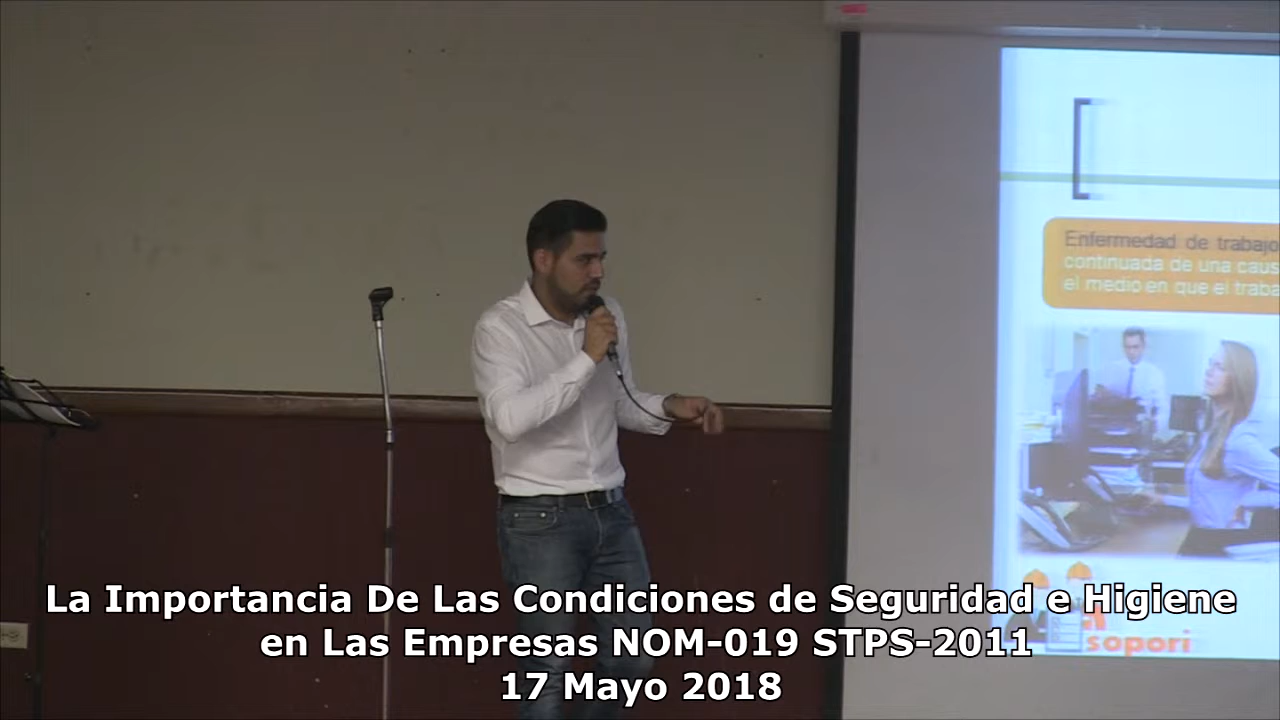 Enfermedad de trabajo
continuada de una caus
el medio en que el traba
La Importancia De Las Condiciones de Seguridad e Higiene
en Las Empresas NOM-019 STPS-2011
17 Mayo 2018
sopori